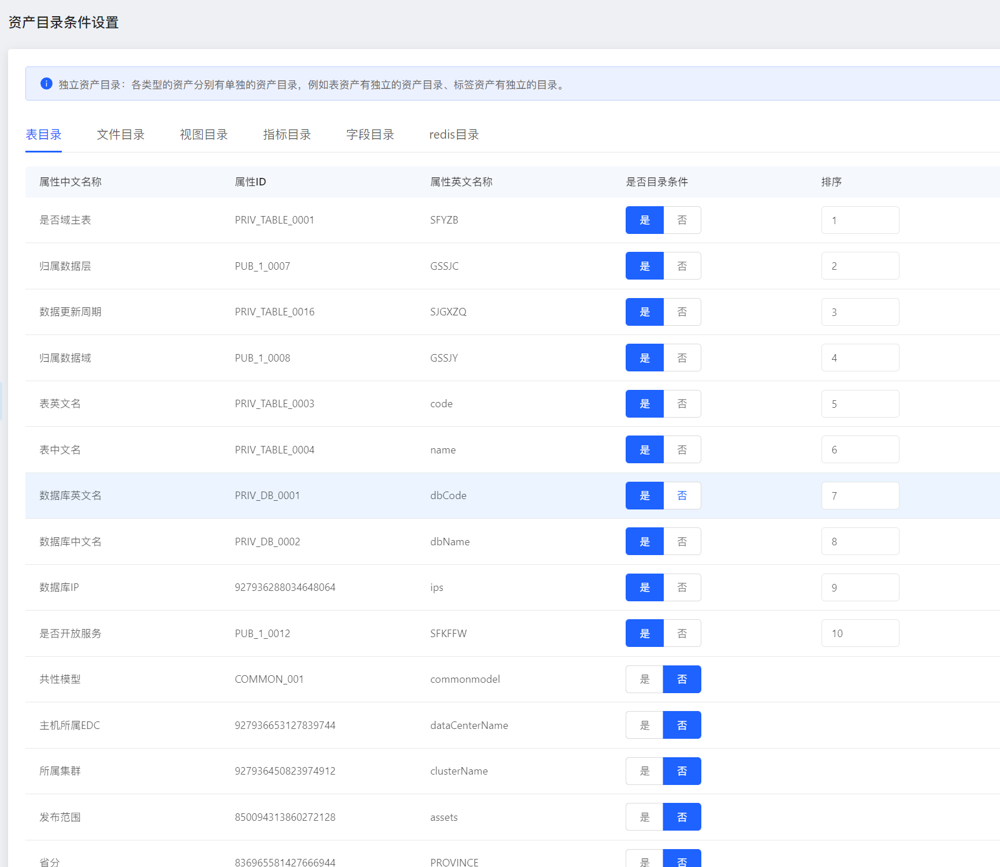 资产目录条件设置
独立资产目录：各类型的资产分别有单独的资产目录，例如表资产有独立的资产目录、标签资产有独立的目录。
表目录 文件目录 视图目录 指标目录 字段目录 redis目录
属性中文名称 属性ID 属性英文名称 是否目录条件 排序
是否域主表 PRIV_TABLE_0001 SFYZB 是 否 1
归属数据层 PUB_1_0007 GSSJC 是 否 2
数据更新周期 PRIV_TABLE_0016 SJGXZQ 是 否 3
归属数据域 PUB_1_0008 GSSJY 是 否 4
表英文名 PRIV_TABLE_0003 code 是 否 5
表中文名 PRIV_TABLE_0004 name 是 否 6
数据库英文名 PRIV_DB_0001 dbCode 是 否 7
数据库中文名 PRIV_DB_0002 dbName 是 否 8
数据库IP 927936288034648064 ips 是 否 9
是否开放服务 PUB_1_0012 SFKFFW 是 否 10
共性模型 COMMON_001 commonmodel 是 否
主机所属EDC 927936653127839744 dataCenterName 是 否
所属集群 927936450823974912 clusterName 是 否
发布范围 850094313860272128 assets 是 否
省分 836965581427666944 PROVINCE 是 否